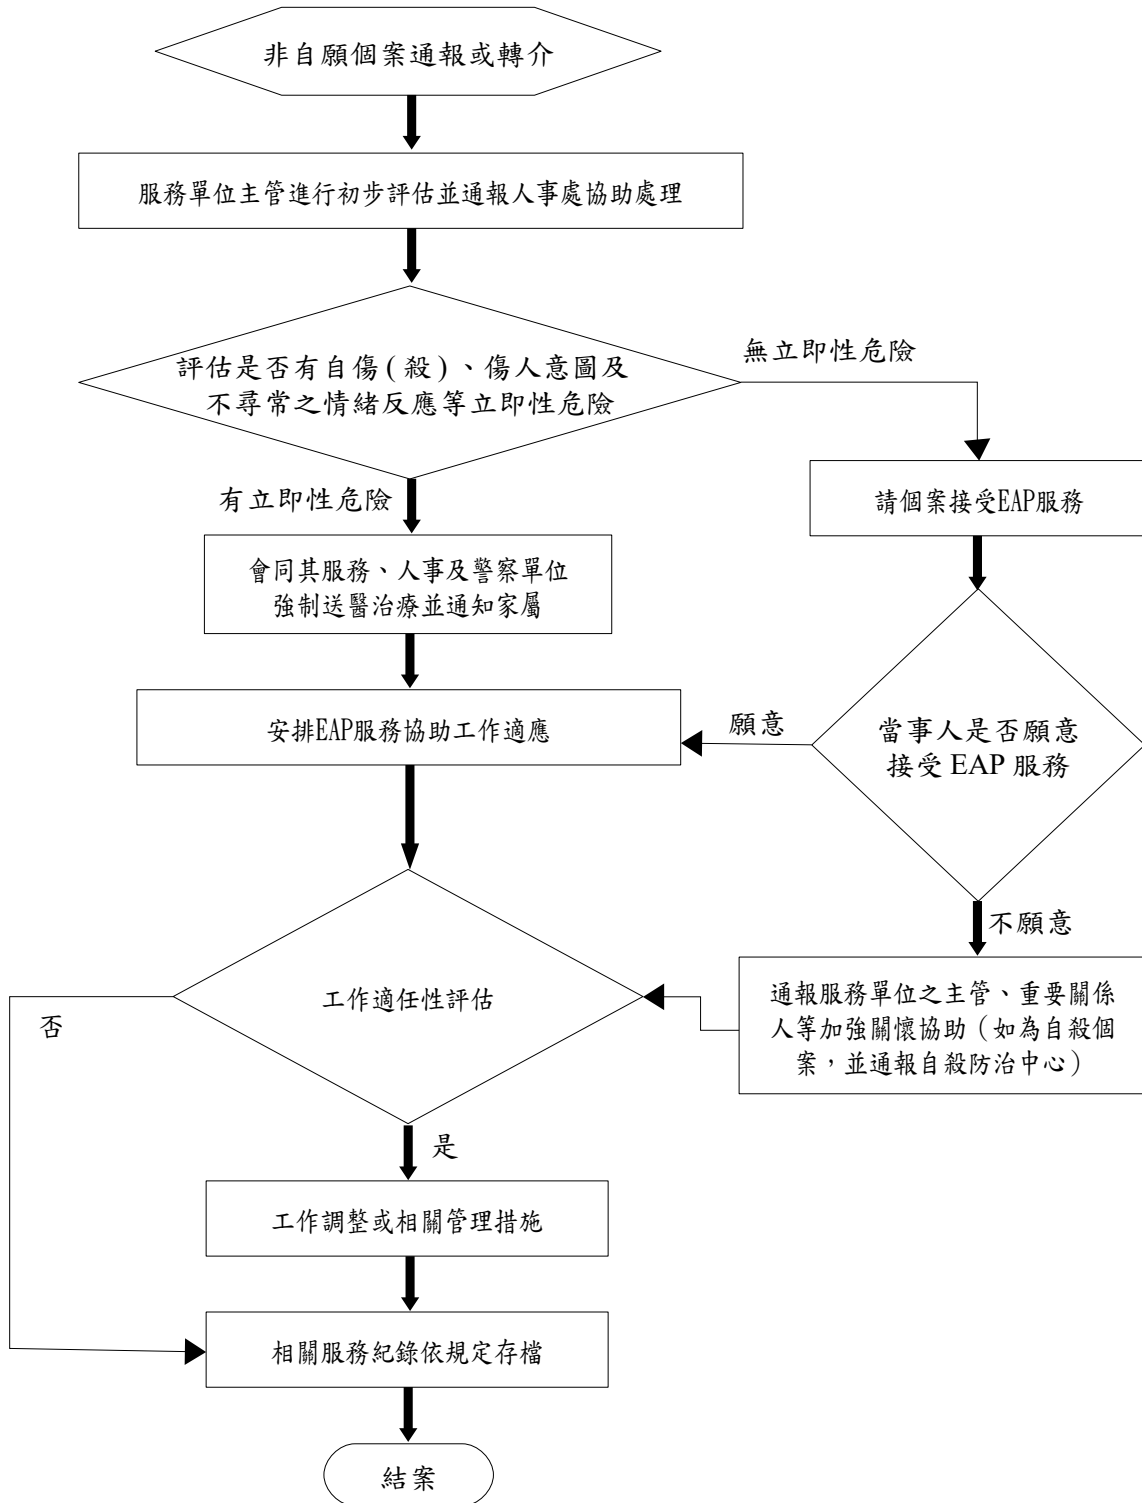 非自願個案通報或轉介
服務單位主管進行初步評估並通報人事處協助處理
評估是否有自傷(殺)、傷人意圖及
不尋常之情緒反應等立即性危險
無立即性危險
有立即性危險
請個案接受EAP服務
會同其服務、人事及警察單位
強制送醫治療並通知家屬
安排EAP服務協助工作適應
願意
當事人是否願意
接受 EAP 服務
不願意
通報服務單位之主管、重要關係
人等加強關懷協助(如為自殺個
案,並通報自殺防治中心)
工作適任性評估
否
是
工作調整或相關管理措施
相關服務紀錄依規定存檔
結案